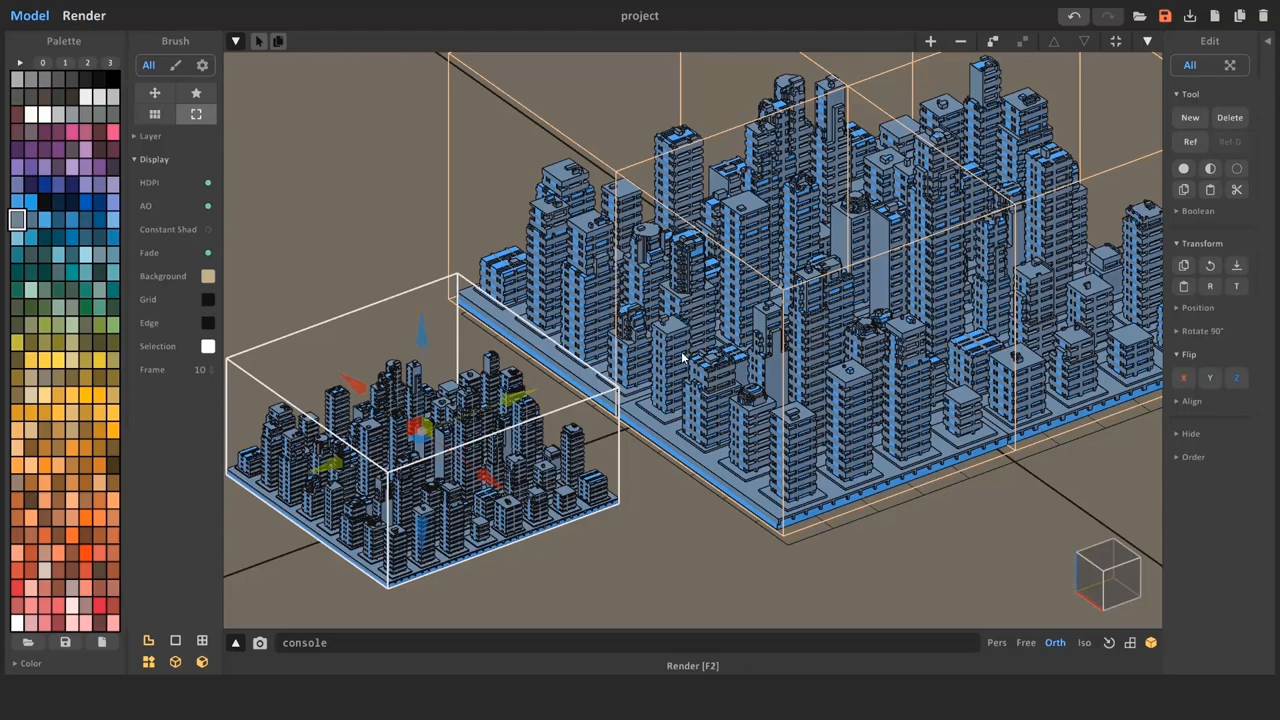 Model Render
project
Palette
0 1 2 3
Color
Brush
All
Layer
Display
HDPI
AO
Constant Shad
Fade
Background
Grid
Edge
Selection
Frame 10
console
Pers Free Orth Iso
Render [F2]
Edit
All
Tool
New Delete
Ref Ref-D
Boolean
Transform
R T
Position
Rotate 90°
Flip
X Y Z
Align
Hide
Order